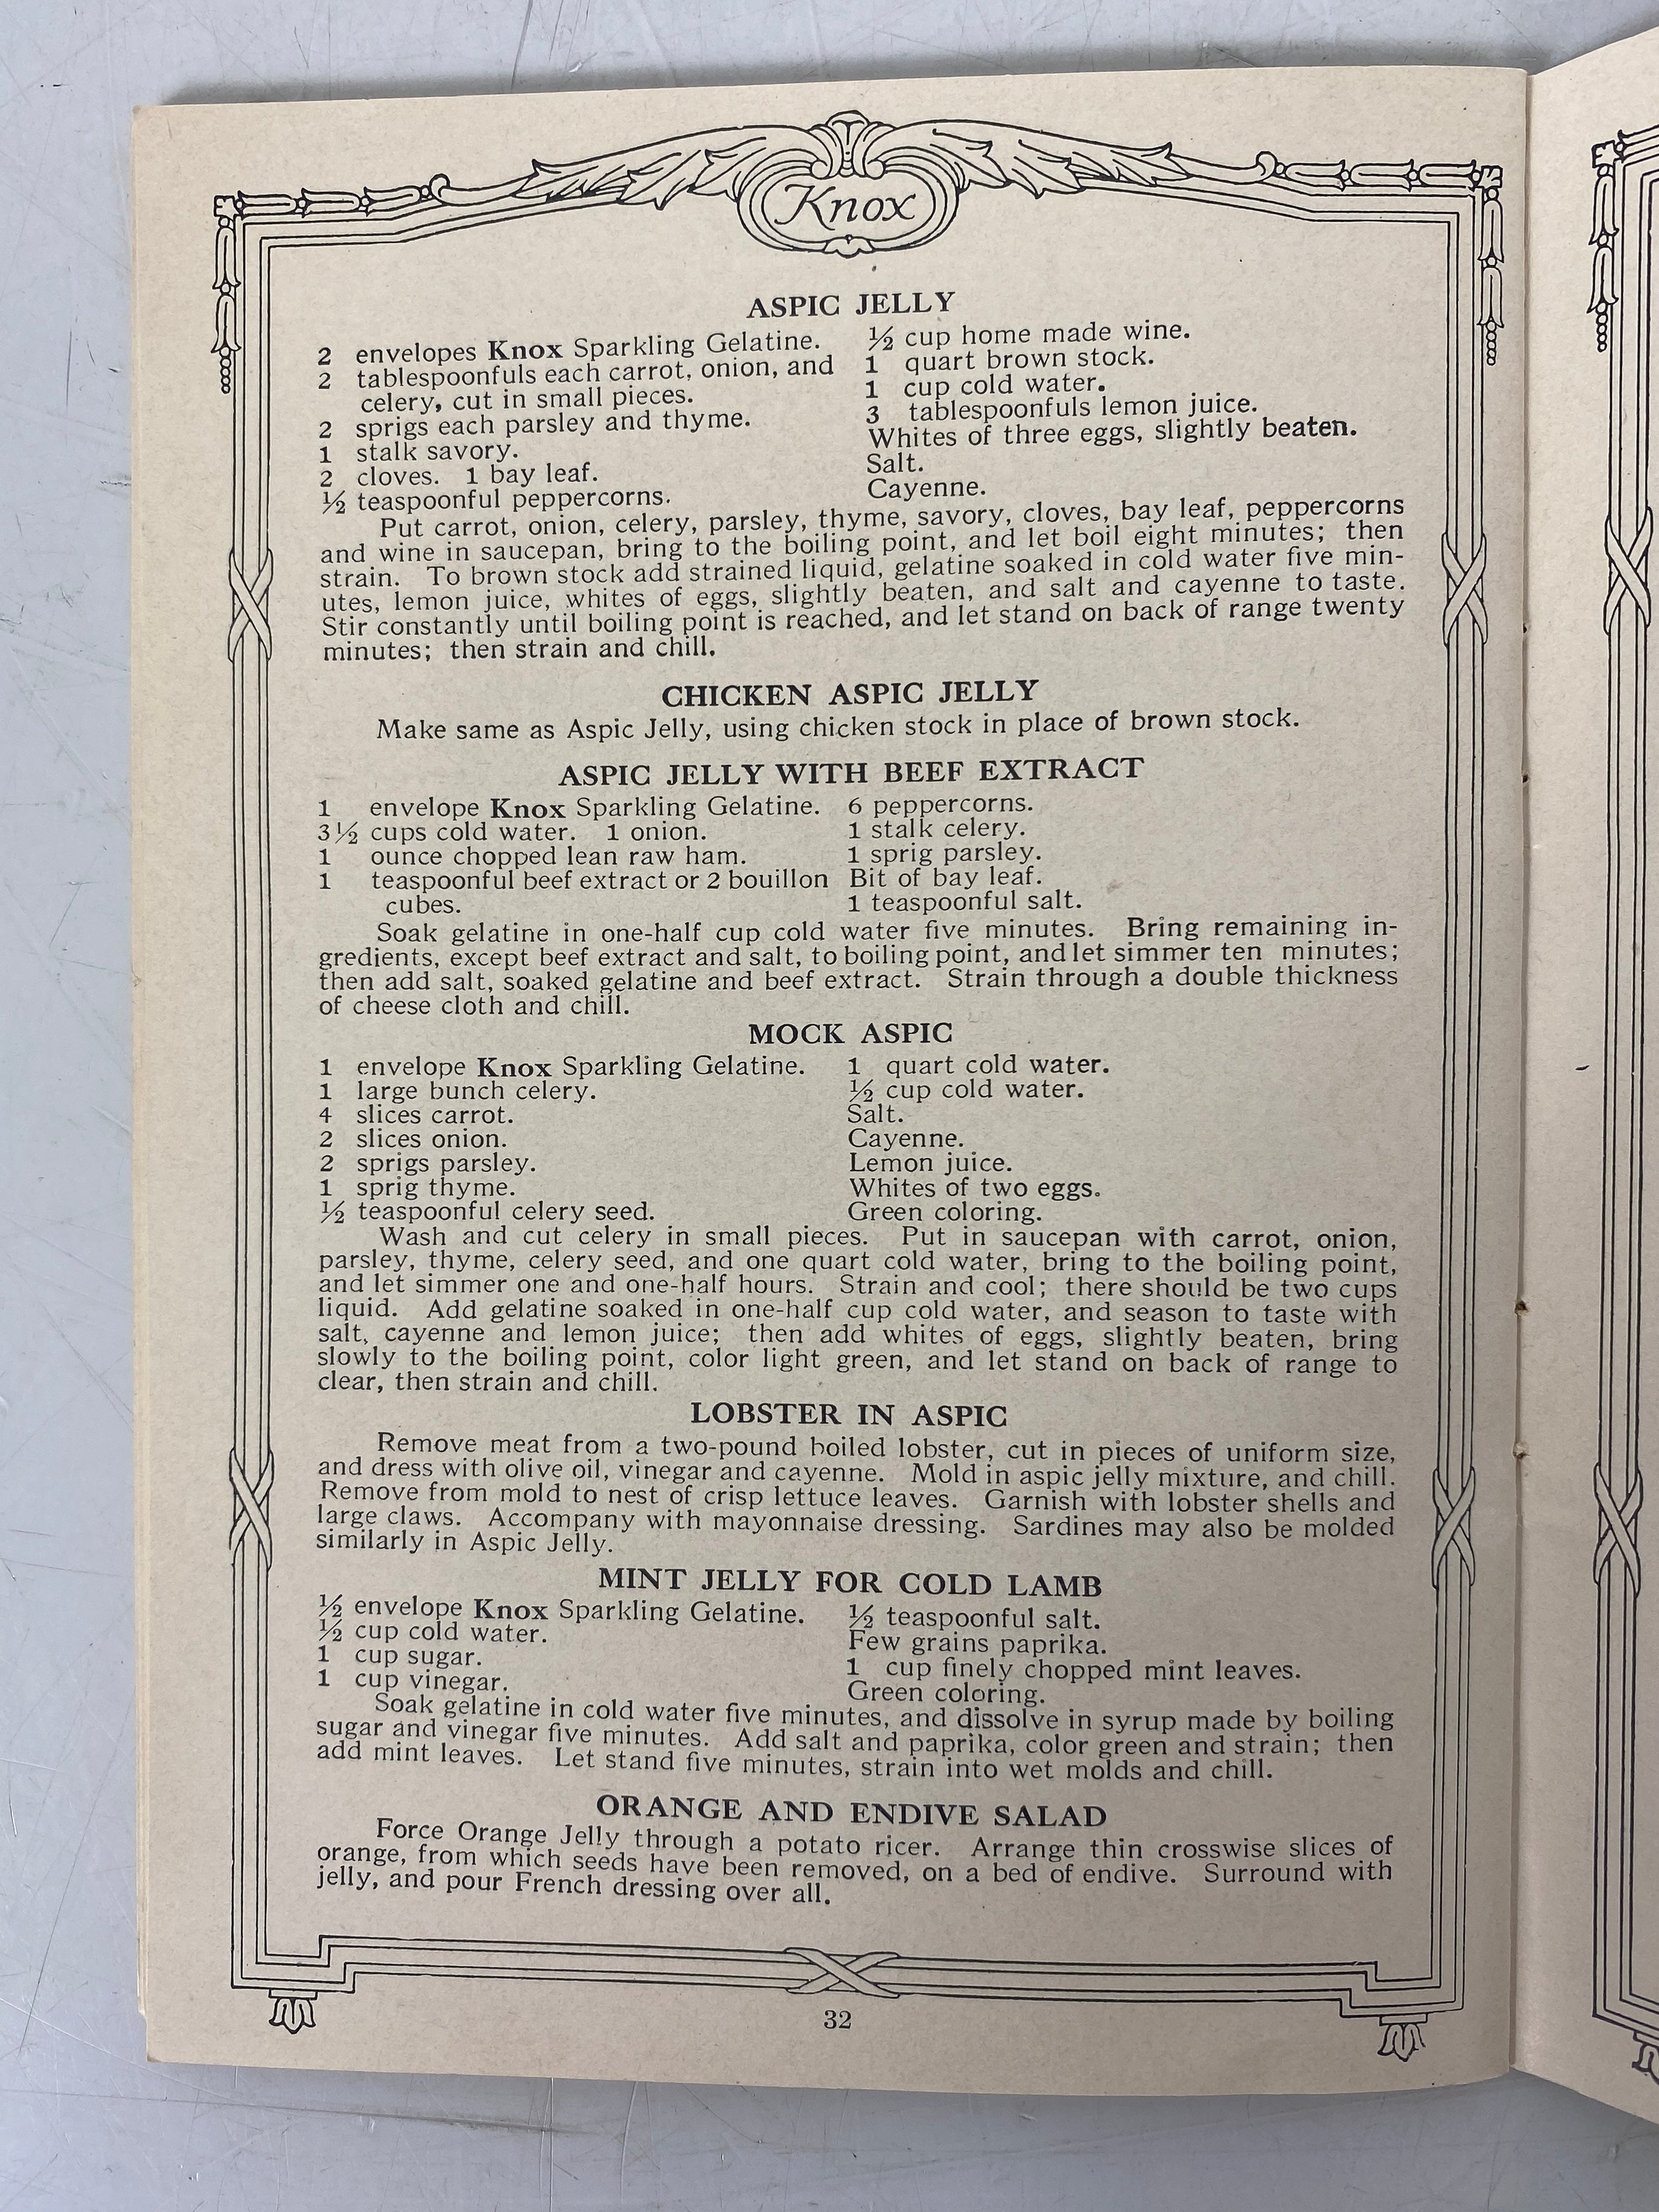 Knox
ASPIC JELLY
2 envelopes Knox Sparkling Gelatine.
2 tablespoonfuls each carrot, onion, and
celery, cut in small pieces.
2 sprigs each parsley and thyme.
1 stalk savory.
2 cloves. 1 bay leaf.
½ teaspoonful peppercorns.
½ cup home made wine.
1 quart brown stock.
1 cup cold water.
3 tablespoonfuls lemon juice.
Whites of three eggs, slightly beaten.
Salt.
Cayenne.
Put carrot, onion, celery, parsley, thyme, savory, cloves, bay leaf, peppercorns
and wine in saucepan, bring to the boiling point, and let boil eight minutes; then
strain. To brown stock add strained liquid, gelatine soaked in cold water five min-
utes, lemon juice, whites of eggs, slightly beaten, and salt and cayenne to taste.
Stir constantly until boiling point is reached, and let stand on back of range twenty
minutes; then strain and chill.
CHICKEN ASPIC JELLY
Make same as Aspic Jelly, using chicken stock in place of brown stock.
ASPIC JELLY WITH BEEF EXTRACT
1 envelope Knox Sparkling Gelatine.
3½ cups cold water. 1 onion.
1 ounce chopped lean raw ham.
1 teaspoonful beef extract or 2 bouillon
cubes.
6 peppercorns.
1 stalk celery.
1 sprig parsley.
Bit of bay leaf.
1 teaspoonful salt.
Soak gelatine in one-half cup cold water five minutes. Bring remaining in-
gredients, except beef extract and salt, to boiling point, and let simmer ten minutes;
then add salt, soaked gelatine and beef extract. Strain through a double thickness
of cheese cloth and chill.
MOCK ASPIC
1 envelope Knox Sparkling Gelatine.
1 large bunch celery.
4 slices carrot.
2 slices onion.
2 sprigs parsley.
1 sprig thyme.
½ teaspoonful celery seed.
1 quart cold water.
½ cup cold water.
Salt.
Cayenne.
Lemon juice.
Whites of two eggs.
Green coloring.
Wash and cut celery in small pieces. Put in saucepan with carrot, onion,
parsley, thyme, celery seed, and one quart cold water, bring to the boiling point,
and let simmer one and one-half hours. Strain and cool; there should be two cups
liquid. Add gelatine soaked in one-half cup cold water, and season to taste with
salt, cayenne and lemon juice; then add whites of eggs, slightly beaten, bring
slowly to the boiling point, color light green, and let stand on back of range to
clear, then strain and chill.
LOBSTER IN ASPIC
Remove meat from a two-pound boiled lobster, cut in pieces of uniform size,
and dress with olive oil, vinegar and cayenne. Mold in aspic jelly mixture, and chill.
Remove from mold to nest of crisp lettuce leaves. Garnish with lobster shells and
large claws. Accompany with mayonnaise dressing. Sardines may also be molded
similarly in Aspic Jelly.
MINT JELLY FOR COLD LAMB
½ envelope Knox Sparkling Gelatine.
½ cup cold water.
1 cup sugar.
1 cup vinegar.
½ teaspoonful salt.
Few grains paprika.
1 cup finely chopped mint leaves.
Green coloring.
Soak gelatine in cold water five minutes, and dissolve in syrup made by boiling
sugar and vinegar five minutes. Add salt and paprika, color green and strain; then
add mint leaves. Let stand five minutes, strain into wet molds and chill.
ORANGE AND ENDIVE SALAD
Force Orange Jelly through a potato ricer. Arrange thin crosswise slices of
orange, from which seeds have been removed, on a bed of endive. Surround with
jelly, and pour French dressing over all.
32